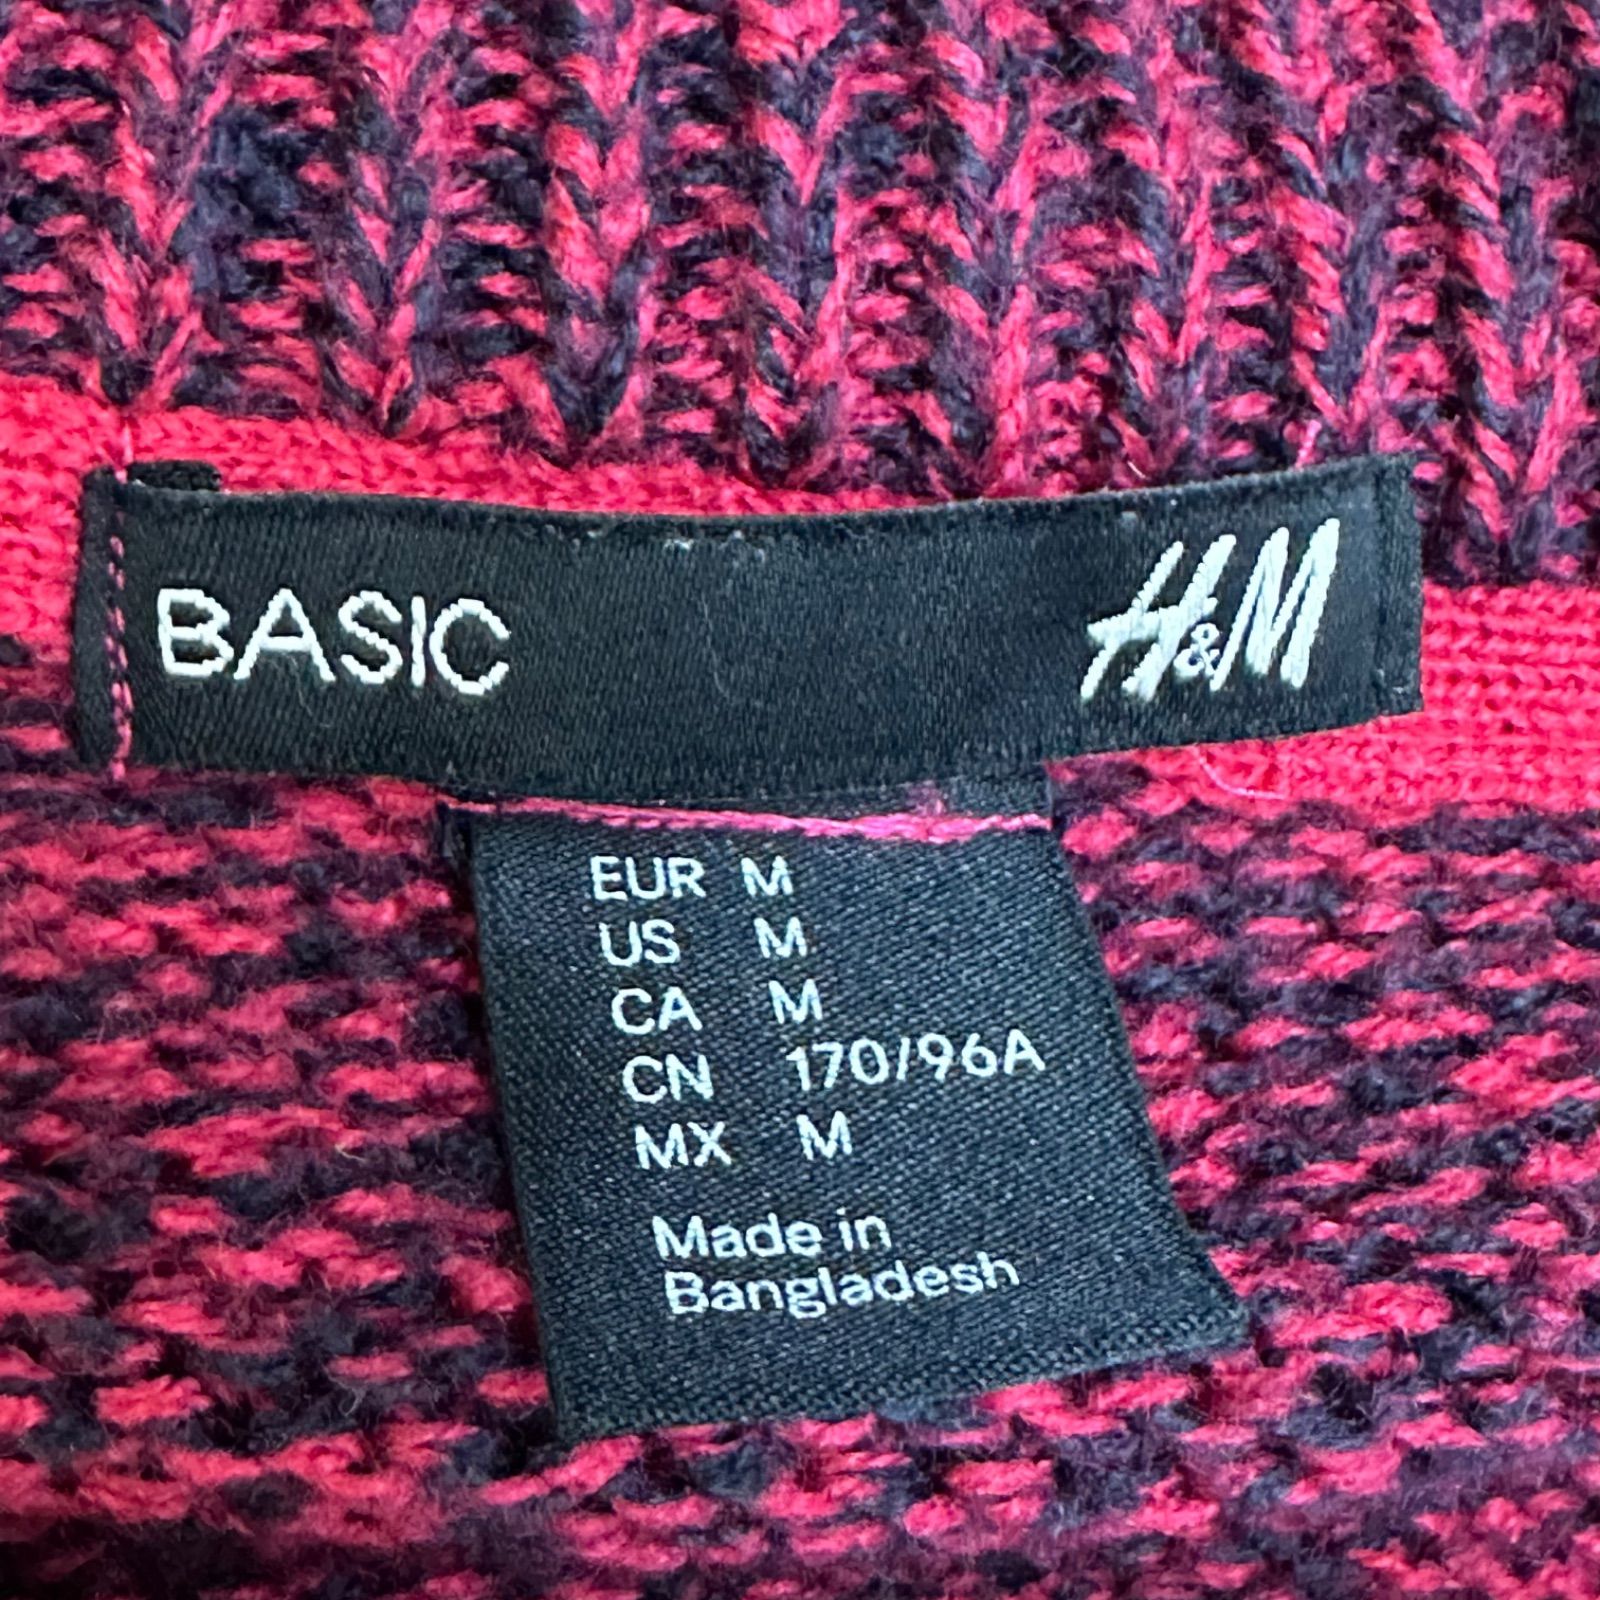 BASIC H&M
EUR M
US M
CA M
CN 170/96A
MX M
Made in
Bangladesh